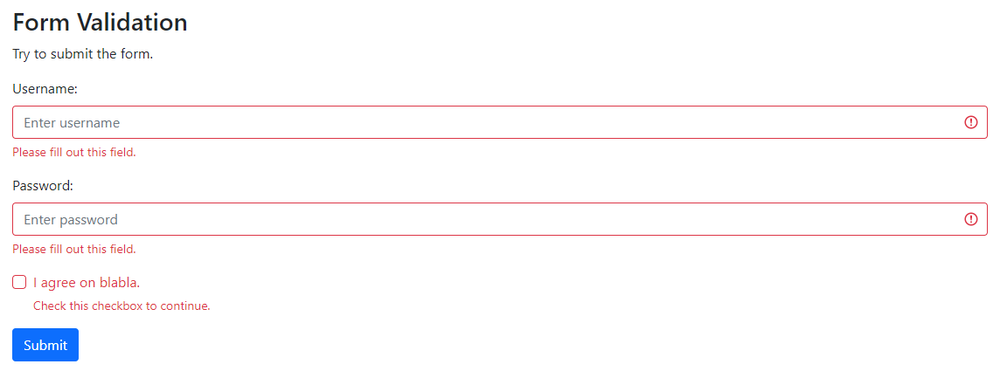 Form Validation
Try to submit the form.
Username:
Enter username
Please fill out this field.
Password:
Enter password
Please fill out this field.
I agree on blabla.
Check this checkbox to continue.
Submit